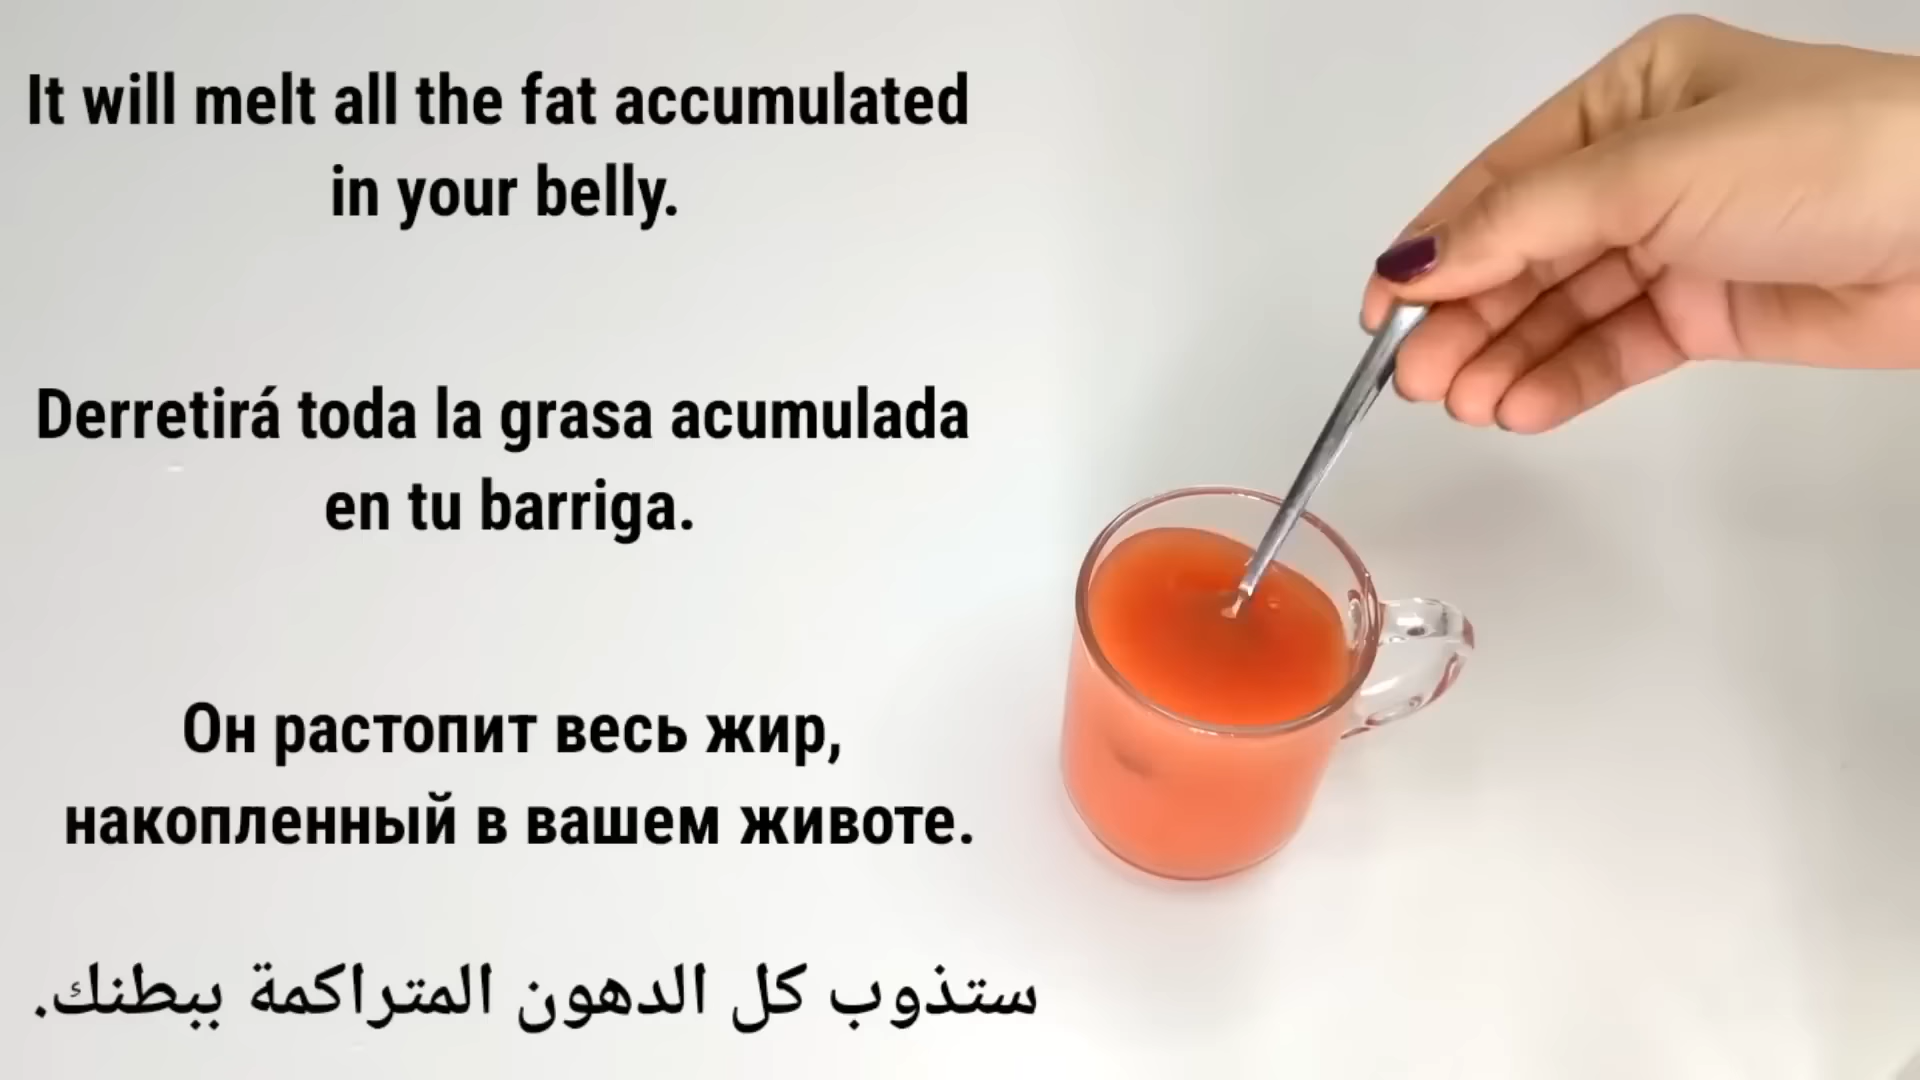 It will melt all the fat accumulated
in your belly.
Derretirá toda la grasa acumulada
en tu barriga.
Он растопит весь жир,
накопленный в вашем животе.
ستذوب كل الدهون المتراكمة ببطنك.